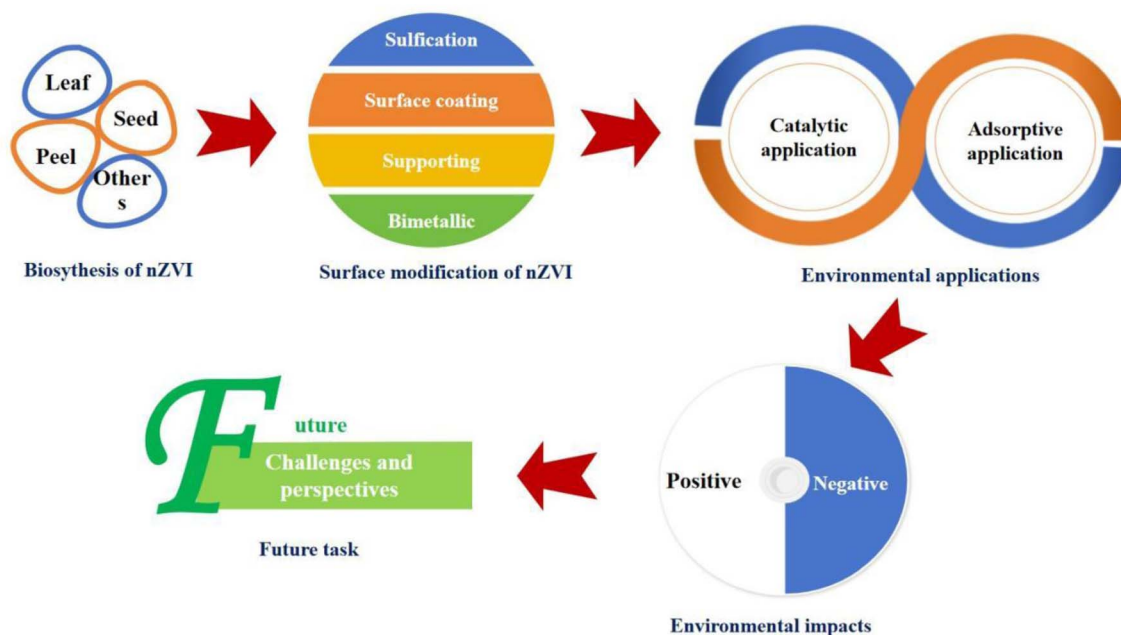 Leaf
Seed
Peel
Other
s
Biosythesis of nZVI
Sulfication
Surface coating
Supporting
Bimetallic
Surface modification of nZVI
Catalytic
application
Adsorptive
application
Environmental applications
Positive
Negative
Environmental impacts
Future
Challenges and
perspectives
Future task